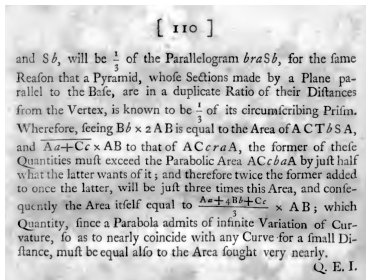 [ 110 ]
and Sb, will be 1/3 of the Parallelogram braSb, for the ſame
Reaſon that a Pyramid, whoſe Sections made by a Plane pa-
rallel to the Baſe, are in a duplicate Ratio of their Diſtances
from the Vertex, is known to be 1/3 of its circumſcribing Priſm.
Wherefore, ſeeing Bb × 2 AB is equal to the Area of ACTbSA,
and A̅a̅+̅C̅c̅ × AB to that of ACcraA, the former of theſe
Quantities muſt exceed the Parabolic Area ACcbaA by juſt half
what the latter wants of it; and therefore twice the former added
to once the latter, will be juſt three times this Area, and conſe-
quently the Area itſelf equal to (Aa+4Bb+Cc)/3 × AB; which
Quantity, ſince a Parabola admits of infinite Variation of Cur-
vature, ſo as to nearly coincide with any Curve for a ſmall Di-
ſtance, muſt be equal alſo to the Area ſought very nearly.
Q. E. I.